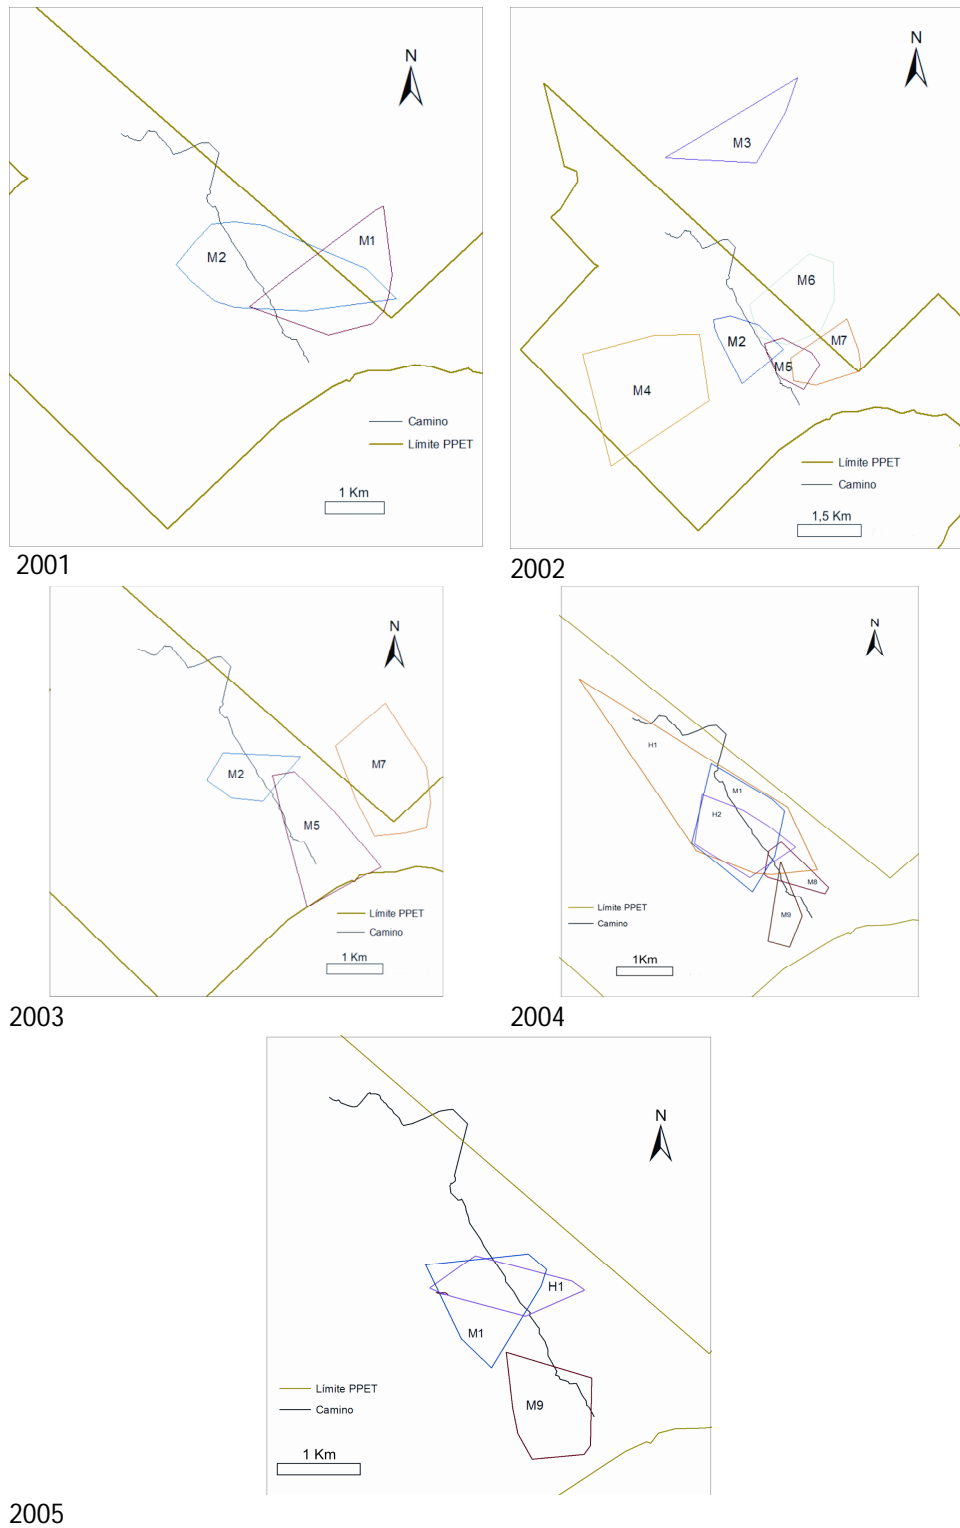 N
M1
M2
Camino
Límite PPET
1 Km
2001
N
M3
M6
M2
M7
M5
M4
Límite PPET
Camino
1,5 Km
2002
N
M7
M2
M5
Límite PPET
Camino
1 Km
2003
N
H1
M1
H2
M8
M9
Límite PPET
Camino
1Km
2004
N
H1
M1
Límite PPET
M9
Camino
1 Km
2005